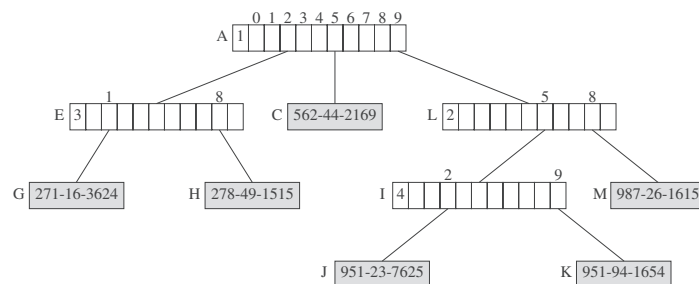 0 1 2 3 4 5 6 7 8 9
A 1
1 8 5 8
E 3 C 562-44-2169 L 2
2 9
G 271-16-3624 H 278-49-1515 I 4 M 987-26-1615
J 951-23-7625 K 951-94-1654